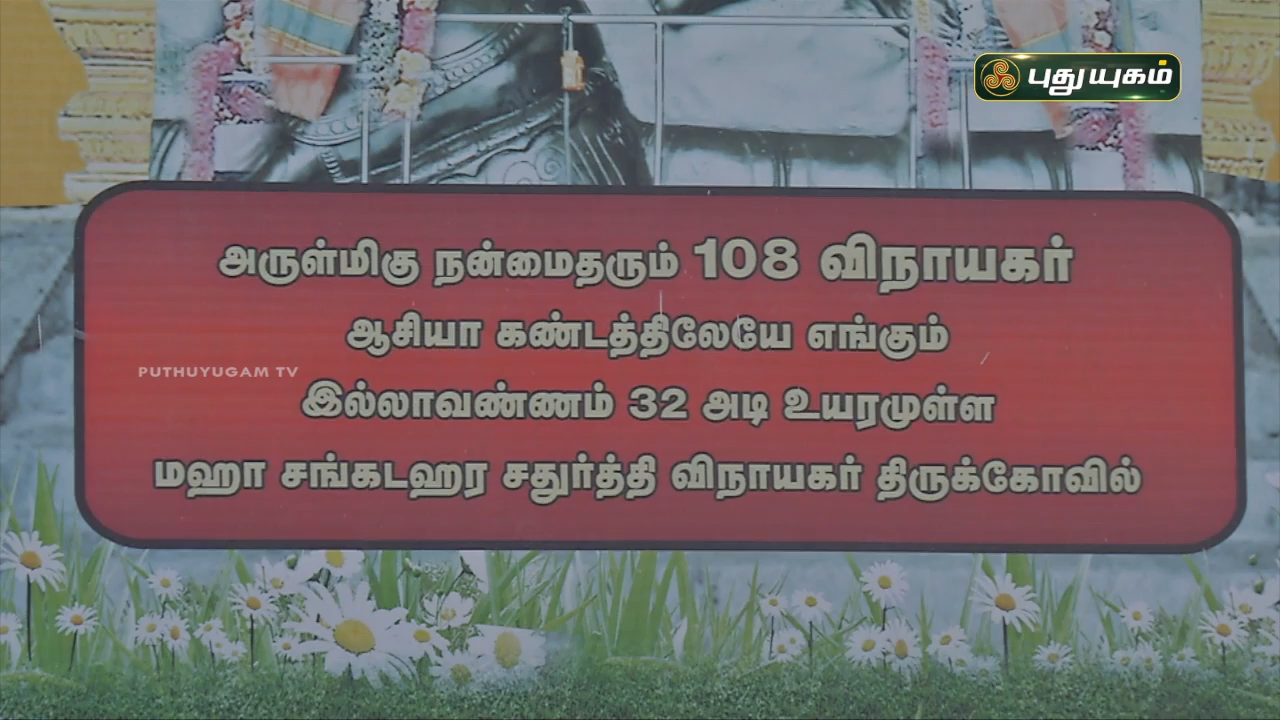 புதுயுகம்
அருள்மிகு நன்மைதரும் 108 விநாயகர்
ஆசியா கண்டத்திலேயே எங்கும்
PUTHUYUGAM TV
இல்லாவண்ணம் 32 அடி உயரமுள்ள
மஹா சங்கடஹர சதுர்த்தி விநாயகர் திருக்கோவில்